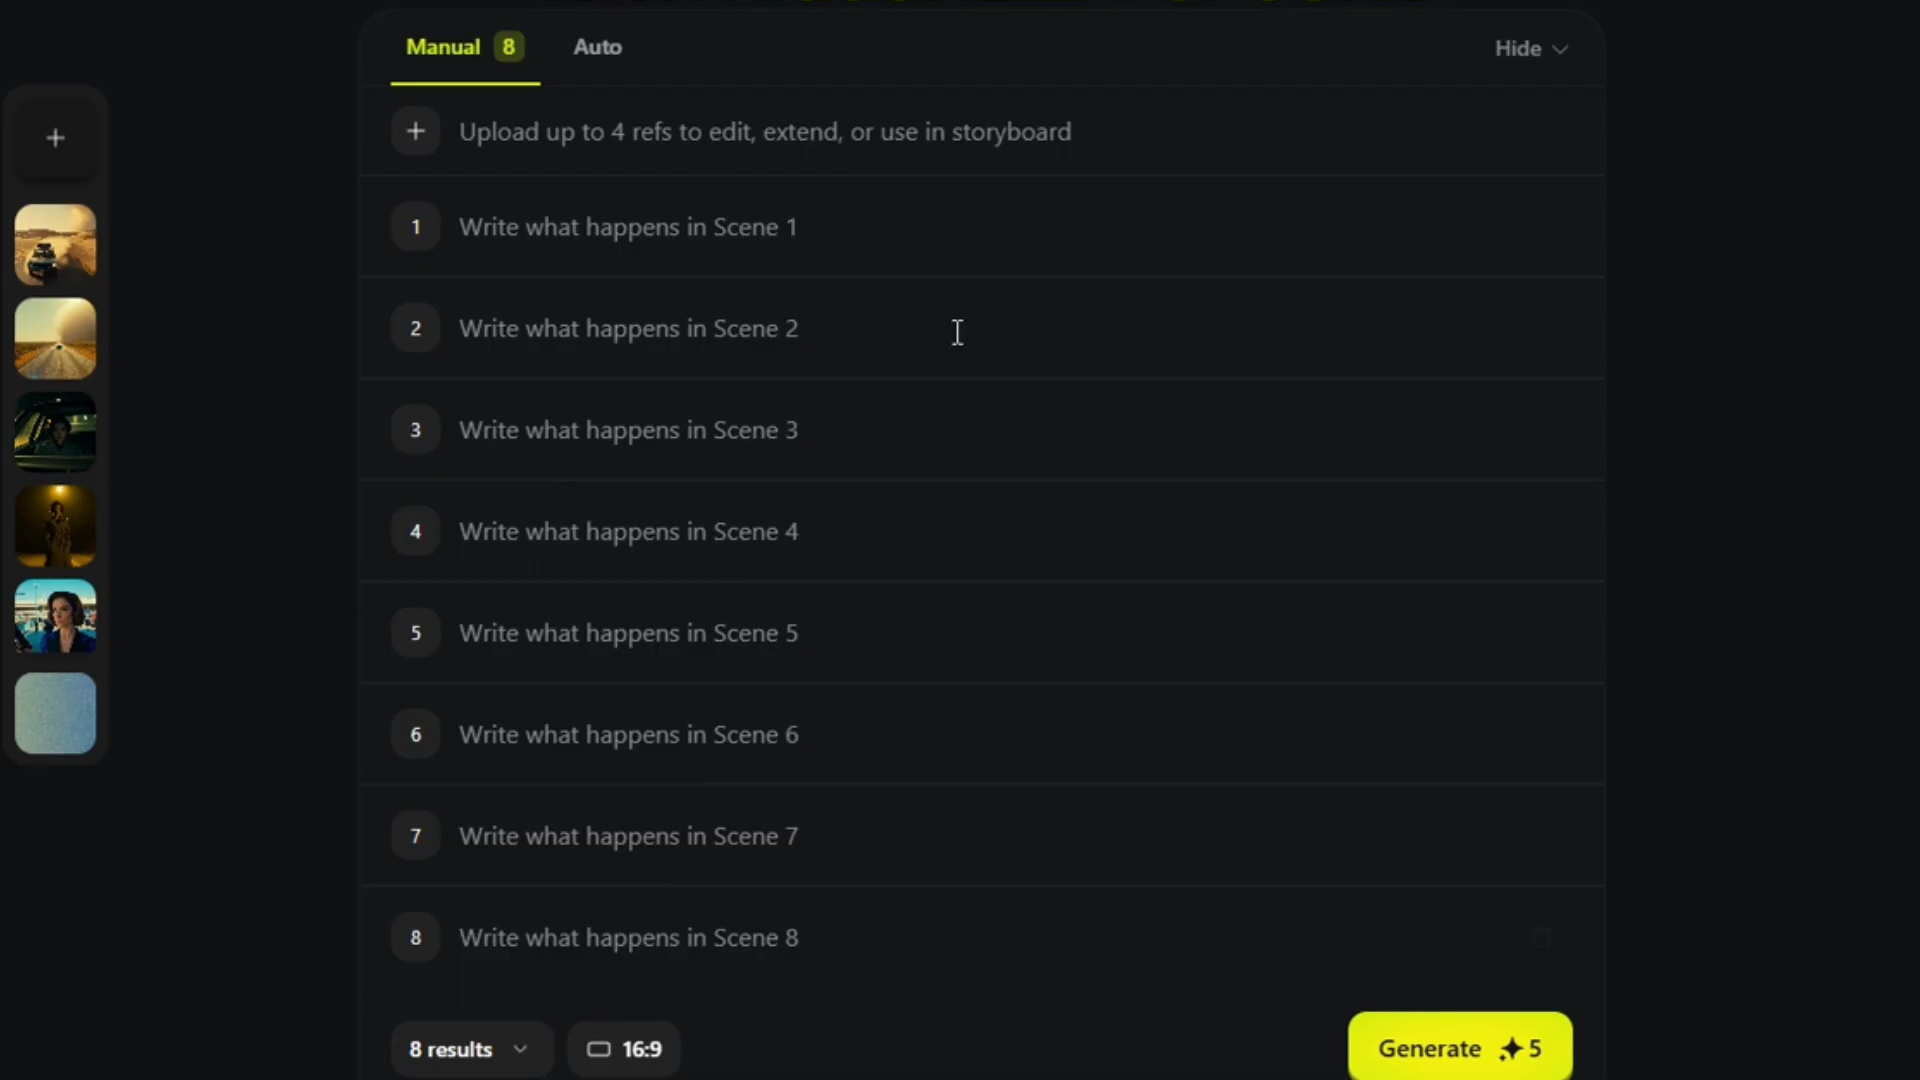 Manual 8 Auto Hide
Upload up to 4 refs to edit, extend, or use in storyboard
1 Write what happens in Scene 1
2 Write what happens in Scene 2
3 Write what happens in Scene 3
4 Write what happens in Scene 4
5 Write what happens in Scene 5
6 Write what happens in Scene 6
7 Write what happens in Scene 7
8 Write what happens in Scene 8
8 results 16:9 Generate 5